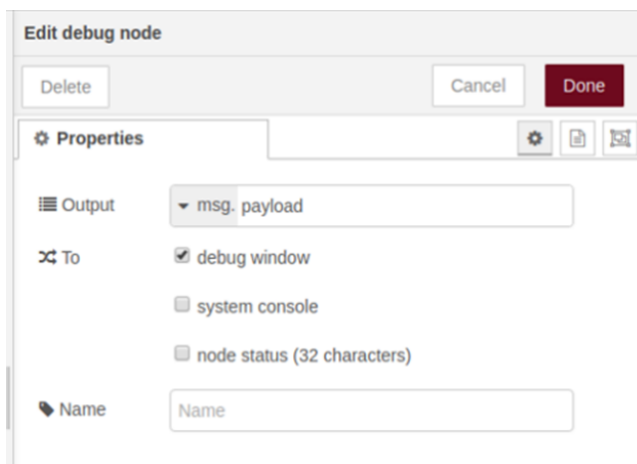 Edit debug node
Delete
Cancel
Done
Properties
Output
msg. payload
To
debug window
system console
node status (32 characters)
Name
Name